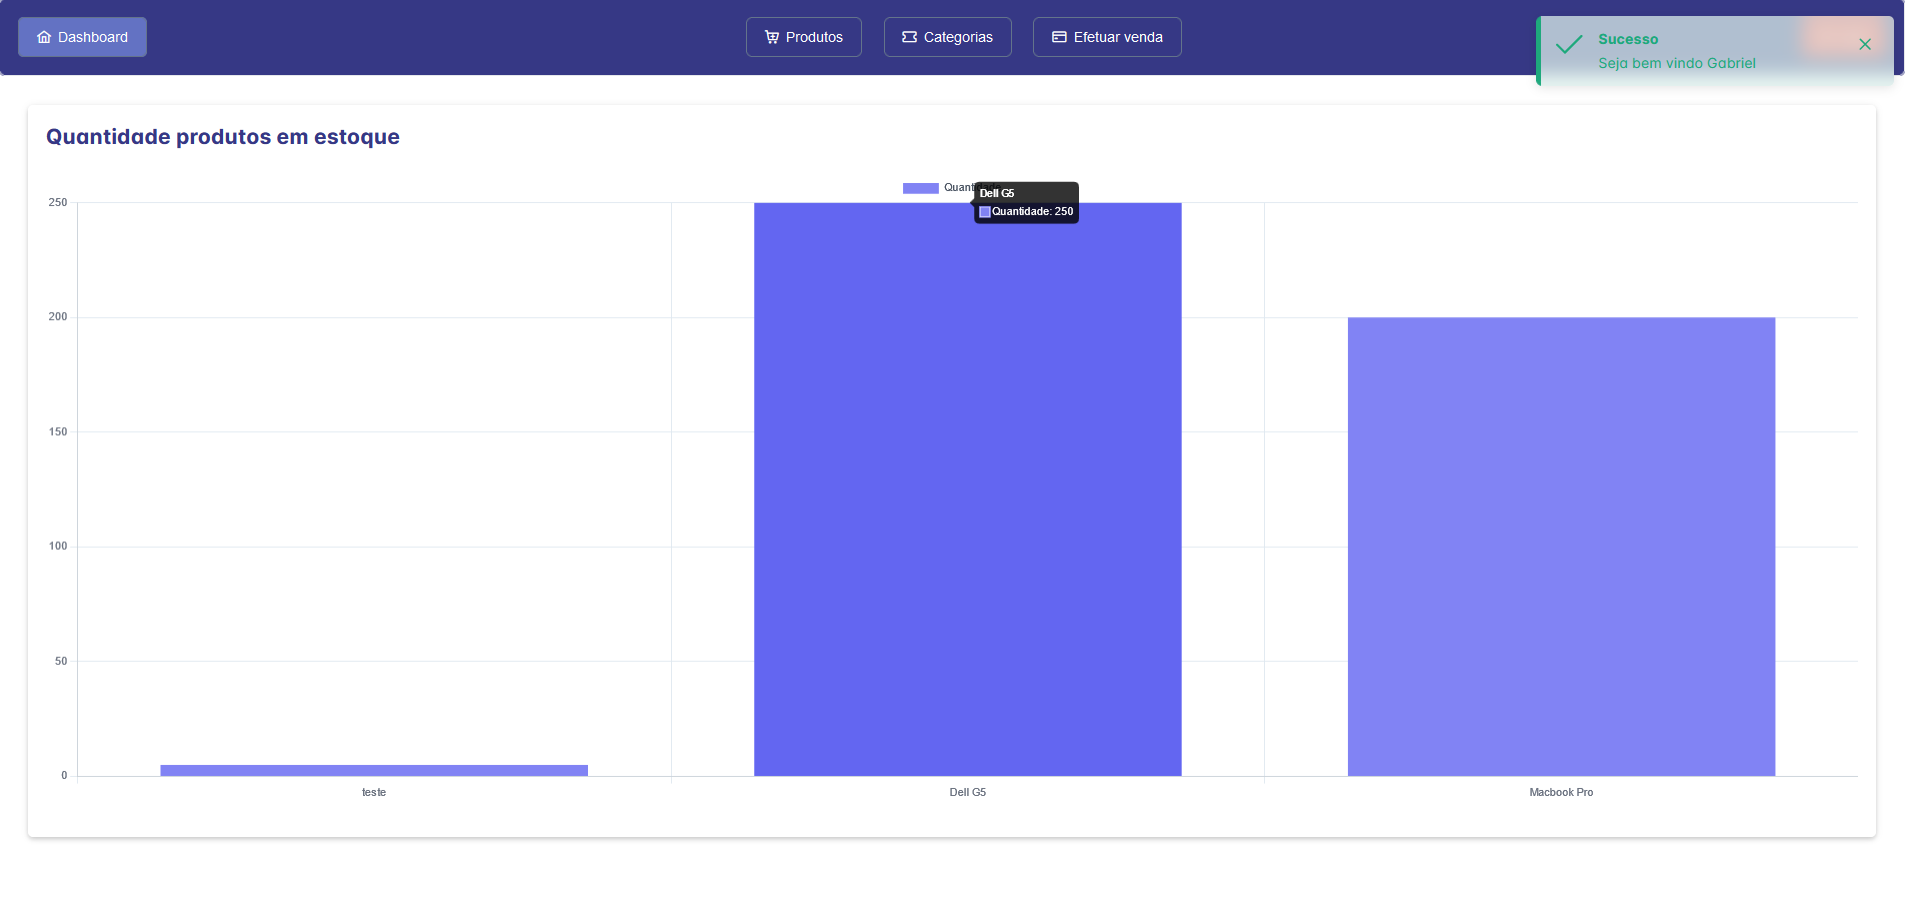 Dashboard
Produtos
Categorias
Efetuar venda
Sucesso
Seja bem vindo Gabriel
Quantidade produtos em estoque
Quantidade
Dell G5
Quantidade: 250
250
200
150
100
50
0
teste
Dell G5
Macbook Pro